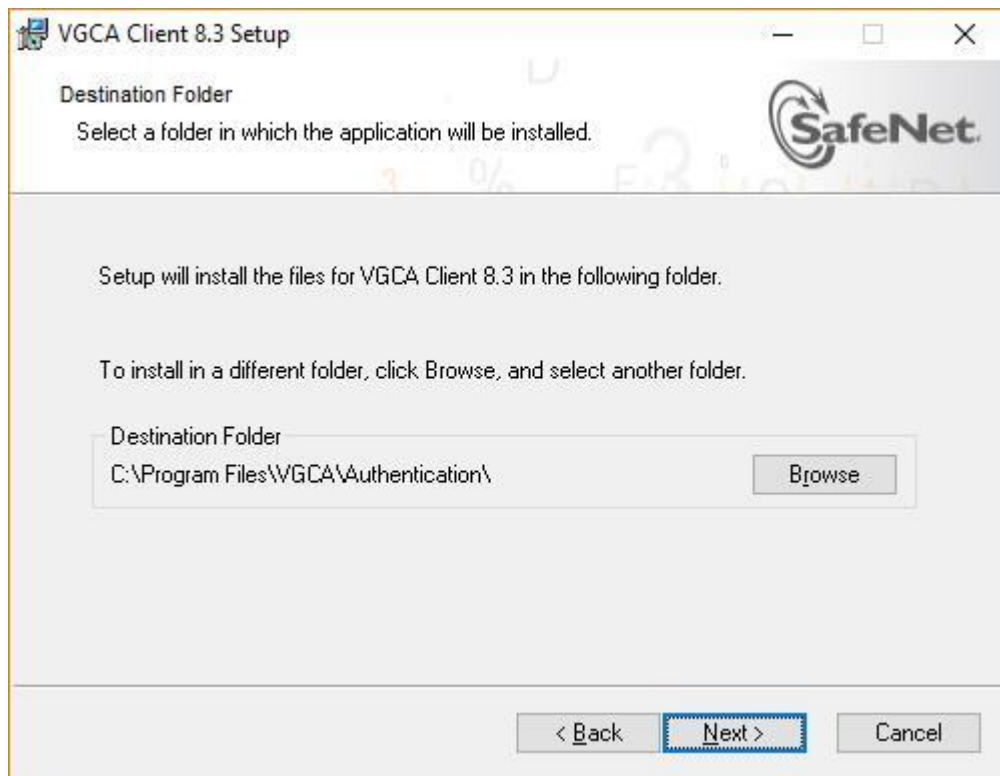 VGCA Client 8.3 Setup
Destination Folder
Select a folder in which the application will be installed.
SafeNet.
Setup will install the files for VGCA Client 8.3 in the following folder.
To install in a different folder, click Browse, and select another folder.
Destination Folder
C:\Program Files\VGCA\Authentication\
Browse
< Back
Next >
Cancel